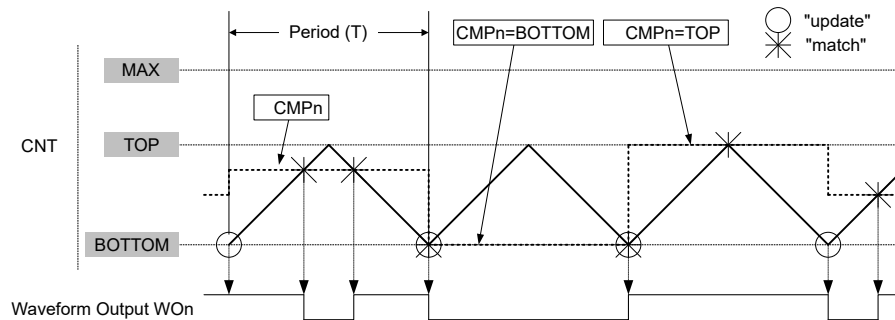 Period (T)
CMPn=BOTTOM
CMPn=TOP
"update"
"match"
MAX
CMPn
CNT
TOP
BOTTOM
Waveform Output WOn